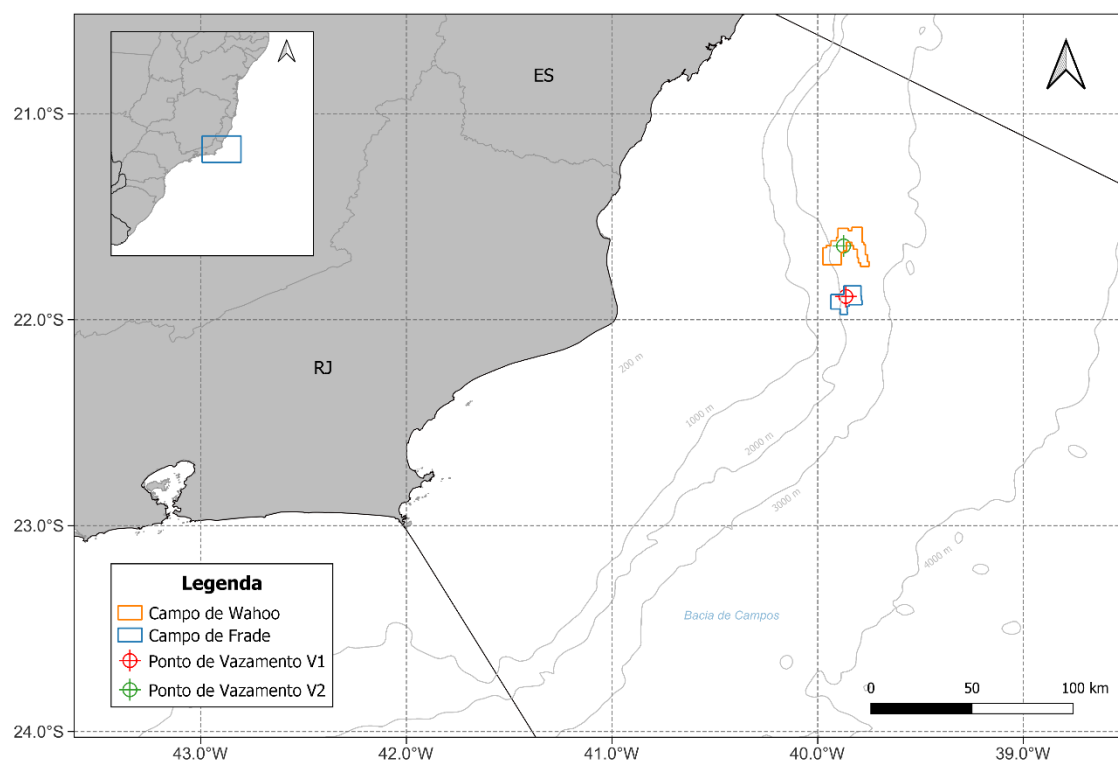 ES
21.0°S
22.0°S
RJ
200 m
1000 m
2000 m
3000 m
23.0°S
4000 m
Legenda
Campo de Wahoo
Campo de Frade
Ponto de Vazamento V1
Ponto de Vazamento V2
Bacia de Campos
0 50 100 km
24.0°S
43.0°W 42.0°W 41.0°W 40.0°W 39.0°W